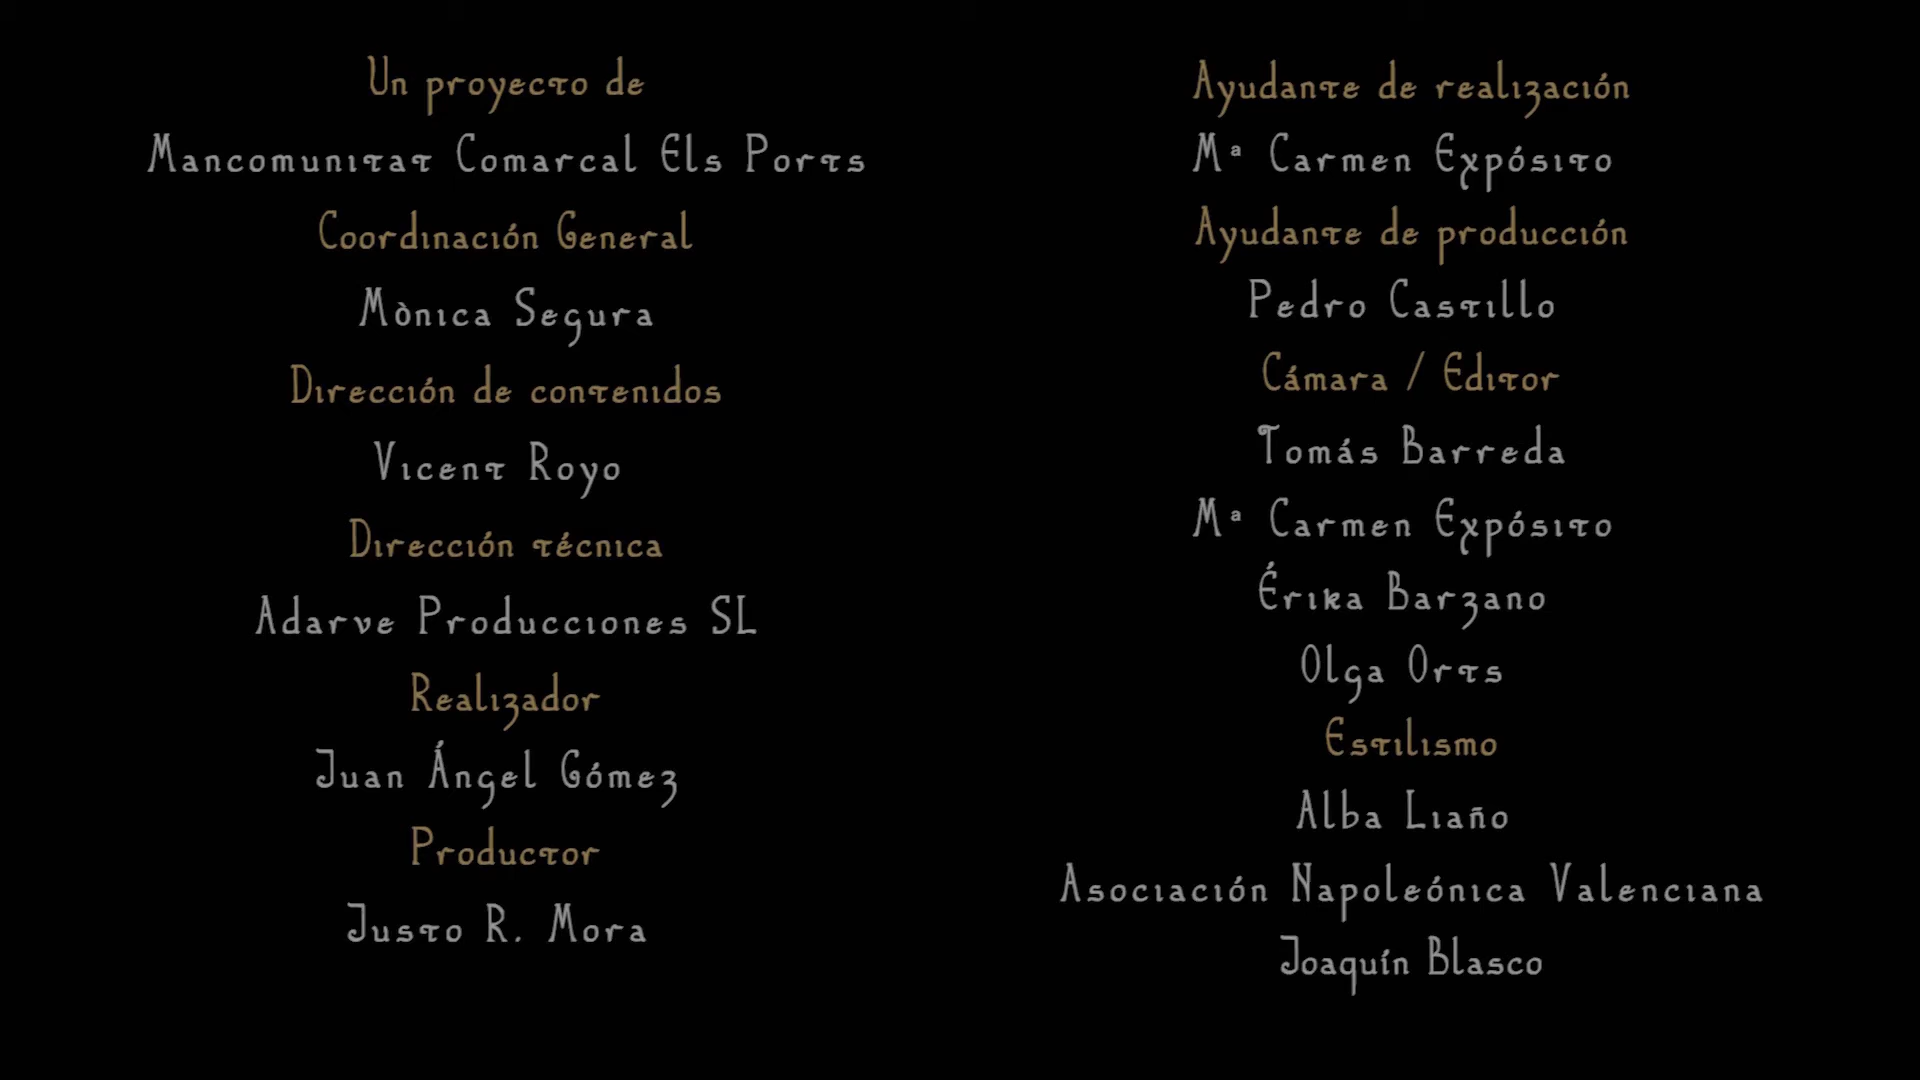 Un proyecto de
Mancomunitat Comarcal Els Ports
Coordinación General
Mònica Segura
Dirección de contenidos
Vicent Royo
Dirección técnica
Adarve Producciones SL
Realizador
Juan Ángel Gómez
Productor
Justo R. Mora
Ayudante de realización
Mª Carmen Expósito
Ayudante de producción
Pedro Castillo
Cámara / Editor
Tomás Barreda
Mª Carmen Expósito
Érika Barzano
Olga Orts
Estilismo
Alba Liaño
Asociación Napoleónica Valenciana
Joaquín Blasco